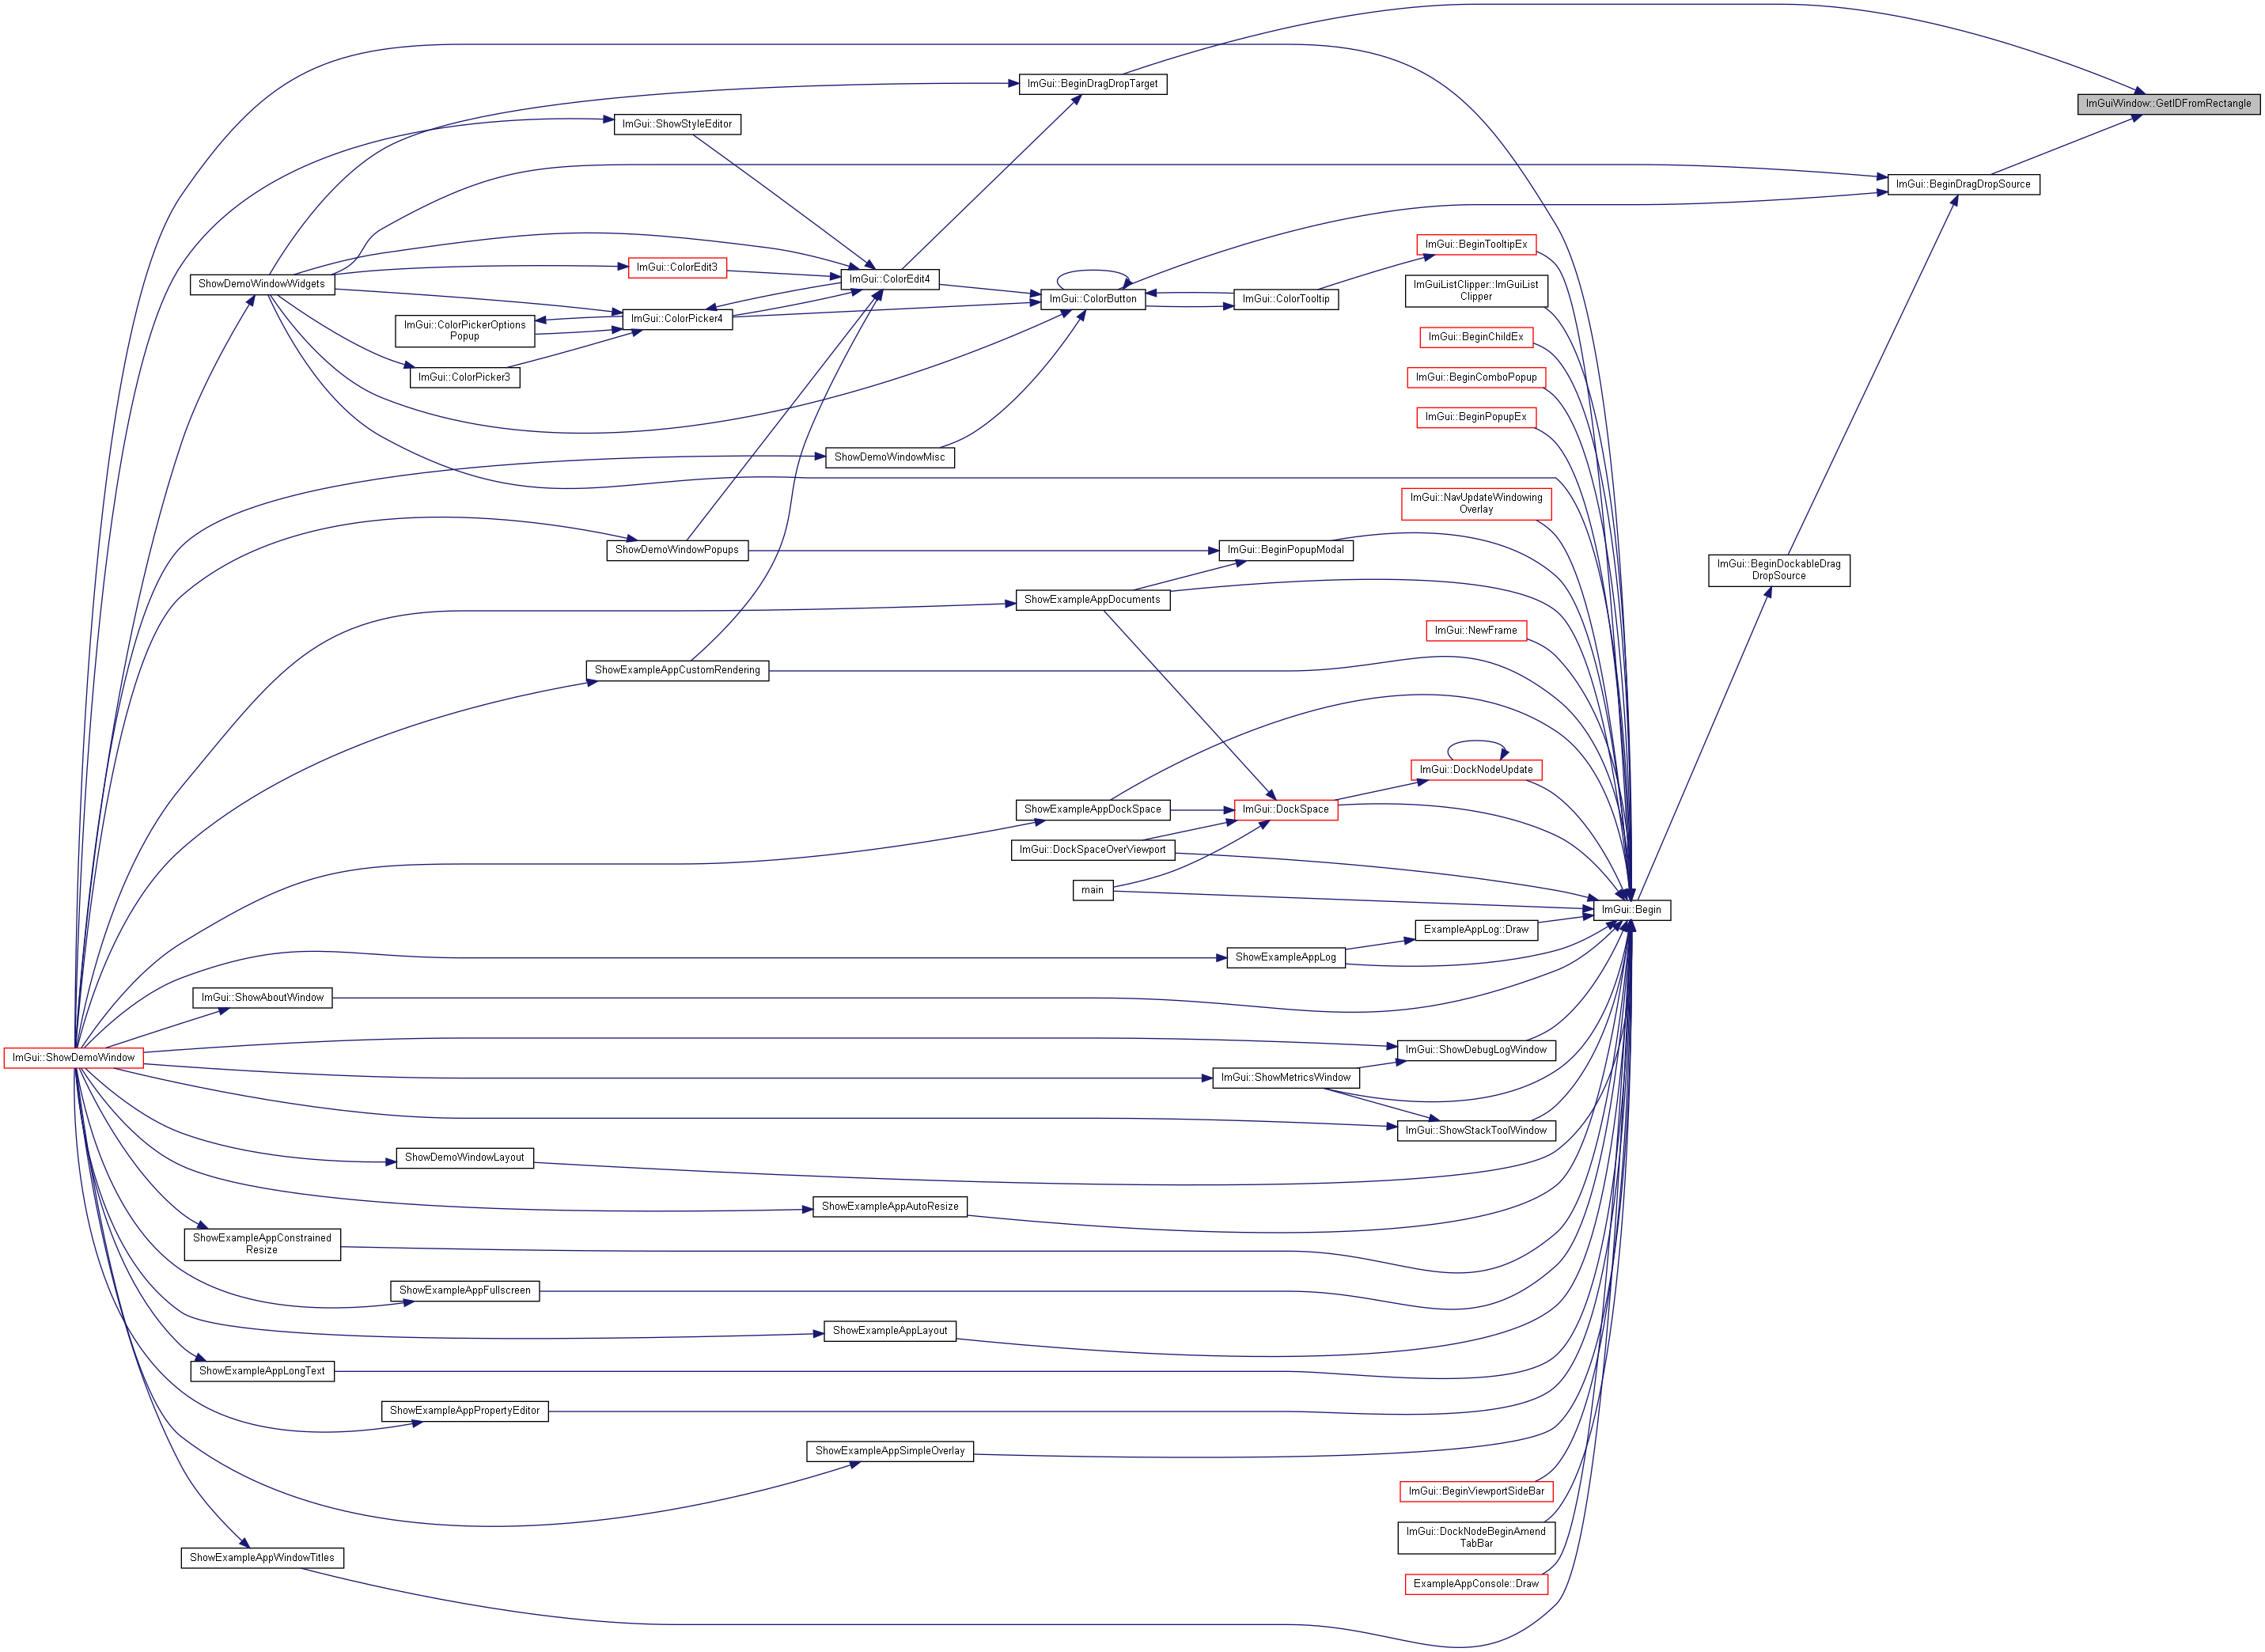 ImGui::BeginDragDropTarget
ImGuiWindow::GetIDFromRectangle
ImGui::ShowStyleEditor
ImGui::BeginDragDropSource
ImGui::BeginTooltipEx
ImGui::ColorEdit3
ImGui::ColorEdit4
ShowDemoWindowWidgets
ImGuiListClipper::ImGuiList
Clipper
ImGui::ColorButton
ImGui::ColorTooltip
ImGui::ColorPicker4
ImGui::ColorPickerOptions
Popup
ImGui::BeginChildEx
ImGui::ColorPicker3
ImGui::BeginComboPopup
ImGui::BeginPopupEx
ShowDemoWindowMisc
ImGui::NavUpdateWindowing
Overlay
ShowDemoWindowPopups
ImGui::BeginPopupModal
ImGui::BeginDockableDrag
DropSource
ShowExampleAppDocuments
ImGui::NewFrame
ShowExampleAppCustomRendering
ImGui::DockNodeUpdate
ShowExampleAppDockSpace
ImGui::DockSpace
ImGui::DockSpaceOverViewport
main
ImGui::Begin
ExampleAppLog::Draw
ShowExampleAppLog
ImGui::ShowAboutWindow
ImGui::ShowDemoWindow
ImGui::ShowDebugLogWindow
ImGui::ShowMetricsWindow
ImGui::ShowStackToolWindow
ShowDemoWindowLayout
ShowExampleAppAutoResize
ShowExampleAppConstrained
Resize
ShowExampleAppFullscreen
ShowExampleAppLayout
ShowExampleAppLongText
ShowExampleAppPropertyEditor
ShowExampleAppSimpleOverlay
ImGui::BeginViewportSideBar
ImGui::DockNodeBeginAmend
TabBar
ShowExampleAppWindowTitles
ExampleAppConsole::Draw